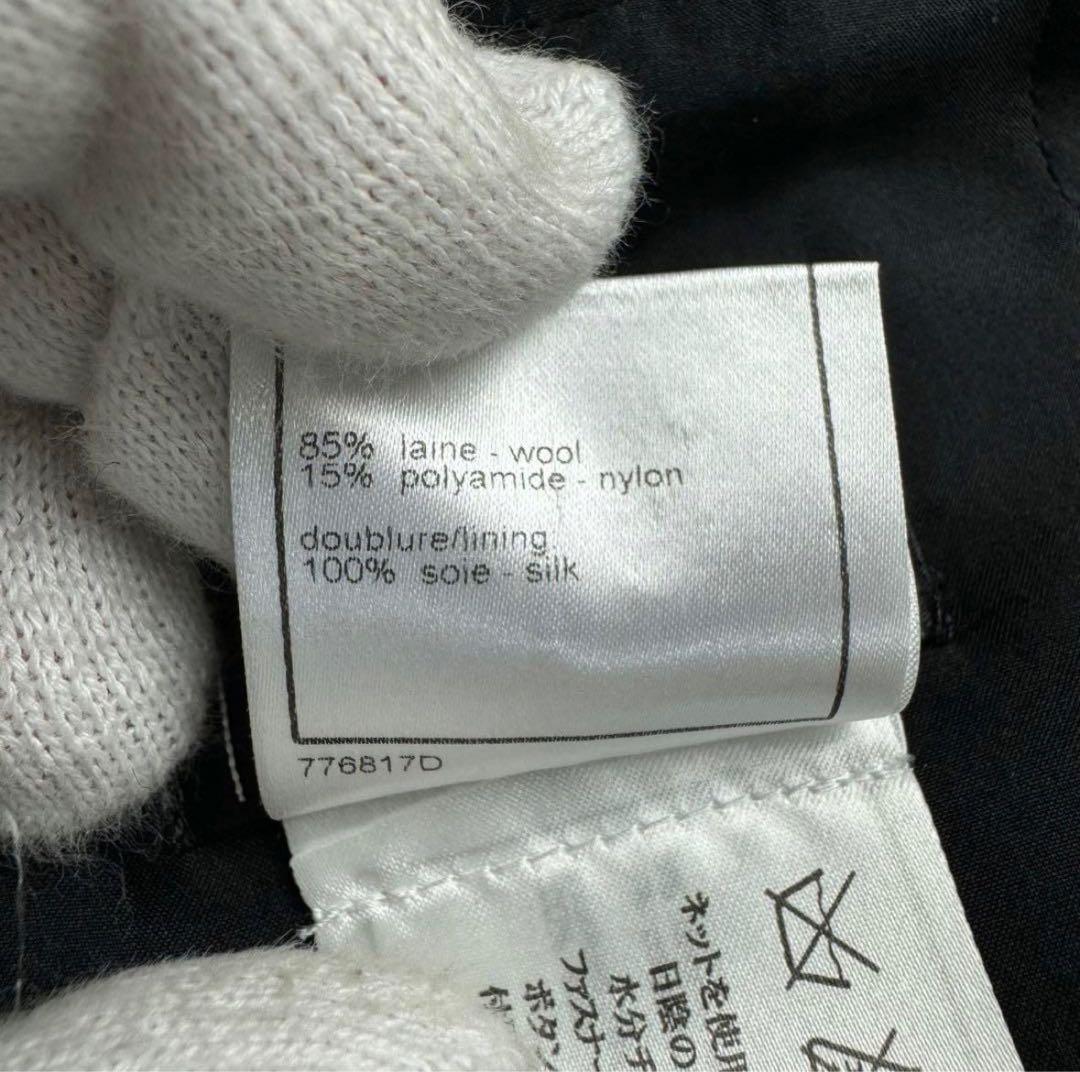 85% laine - wool
15% polyamide - nylon
doublure/lining
100% soie - silk
776817D
ネットを使用
日陰の
水分
ファスナー
ボタン
付